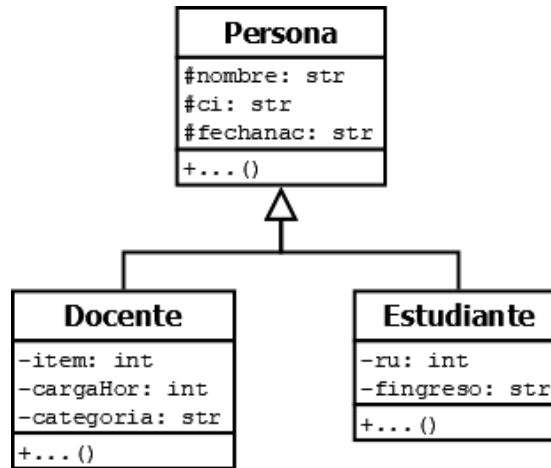 Persona
#nombre: str
#ci: str
#fechanac: str
+...()
Docente
-item: int
-cargaHor: int
-categoria: str
+...()
Estudiante
-ru: int
-fingreso: str
+...()